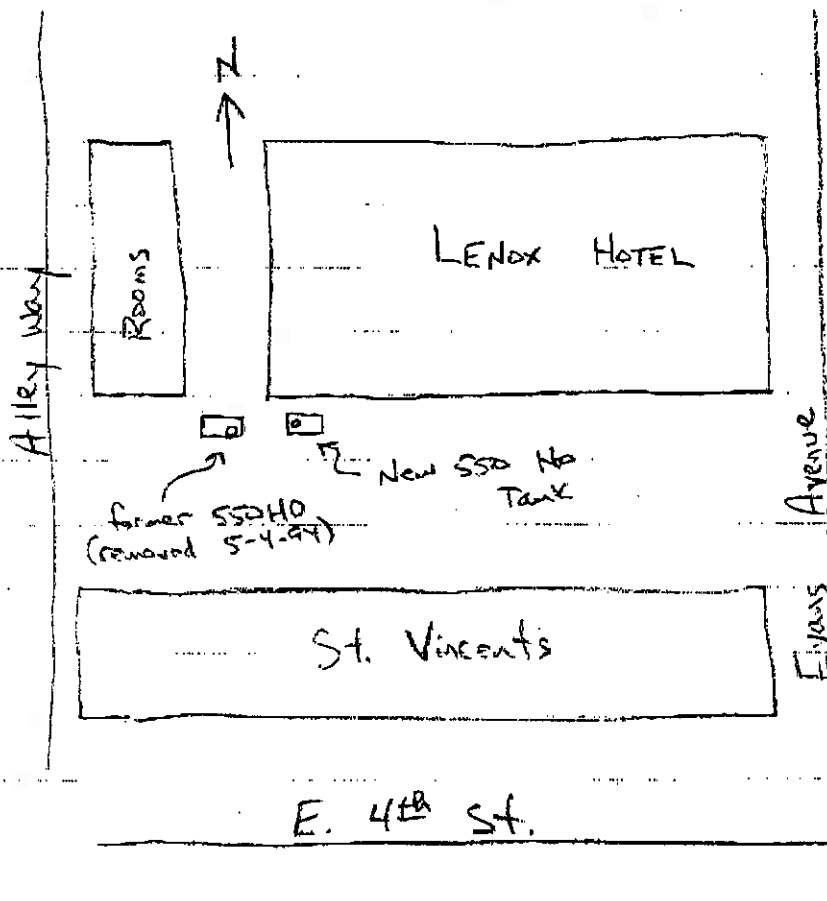 N
LENOX HOTEL
Rooms
Alley Way
New 550 HO
Tank
former 550 HO
(removed 5-4-94)
Evans Avenue
St. Vincents
E. 4th St.